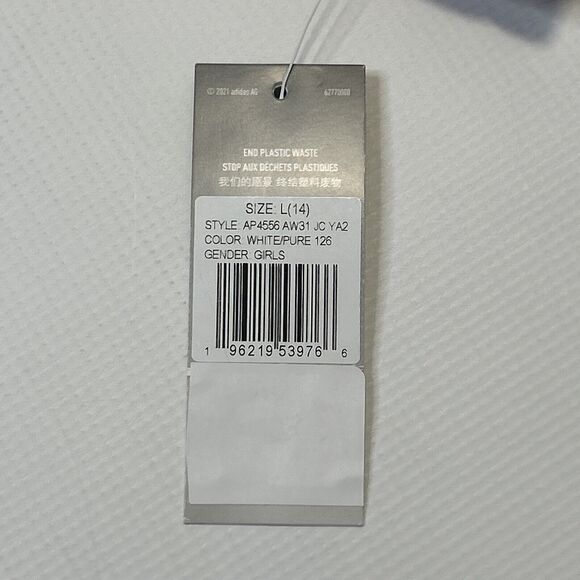 © 2021 adidas AG 62770000
END PLASTIC WASTE
STOP AUX DECHETS PLASTIQUES
我们的愿景 终结塑料废物
SIZE: L(14)
STYLE: AP4556 AW31 JC YA2
COLOR: WHITE/PURE 126
GENDER: GIRLS
1 96219 53976 6